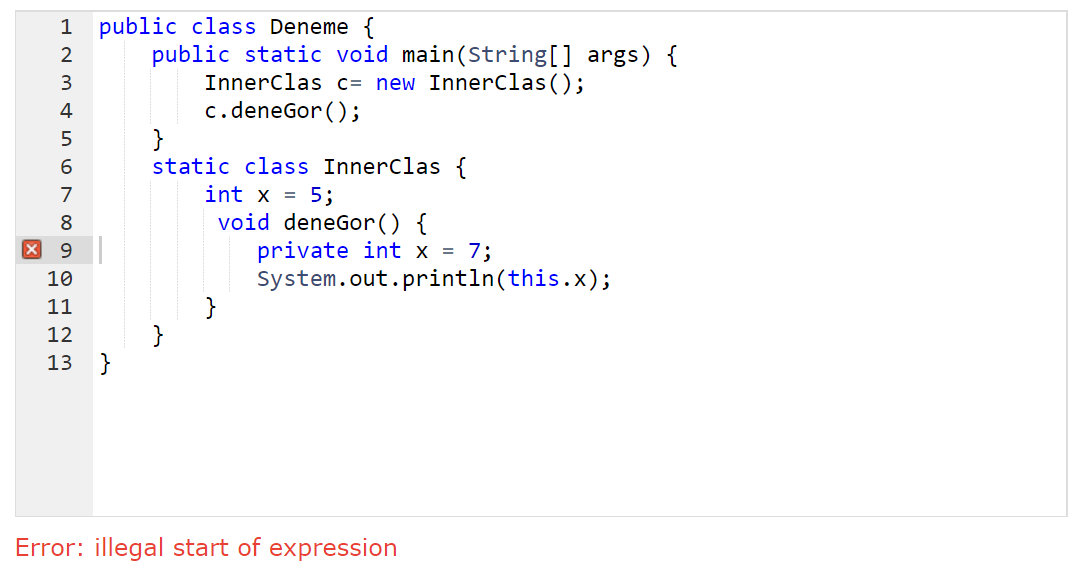 1 public class Deneme {
2 public static void main(String[] args) {
3 InnerClas c= new InnerClas();
4 c.deneGor();
5 }
6 static class InnerClas {
7 int x = 5;
8 void deneGor() {
9 private int x = 7;
10 System.out.println(this.x);
11 }
12 }
13 }
Error: illegal start of expression